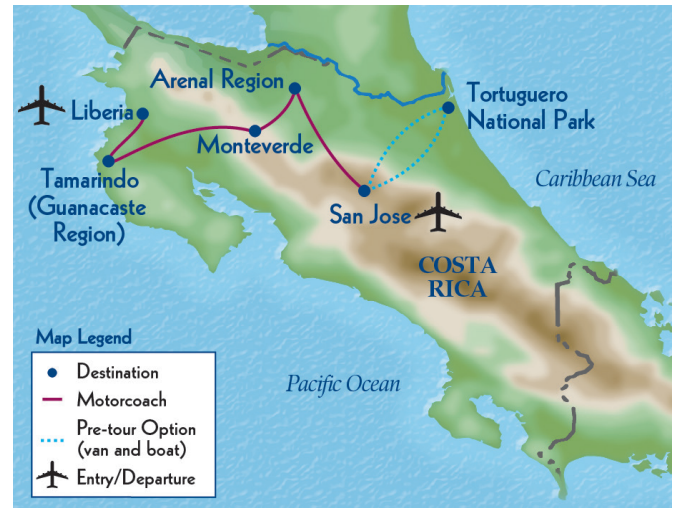 Arenal Region
Liberia
Tortuguero
National Park
Monteverde
Tamarindo
(Guanacaste
Region)
Caribbean Sea
San Jose
COSTA
RICA
Map Legend
Destination
Motorcoach
Pre-tour Option
(van and boat)
Entry/Departure
Pacific Ocean